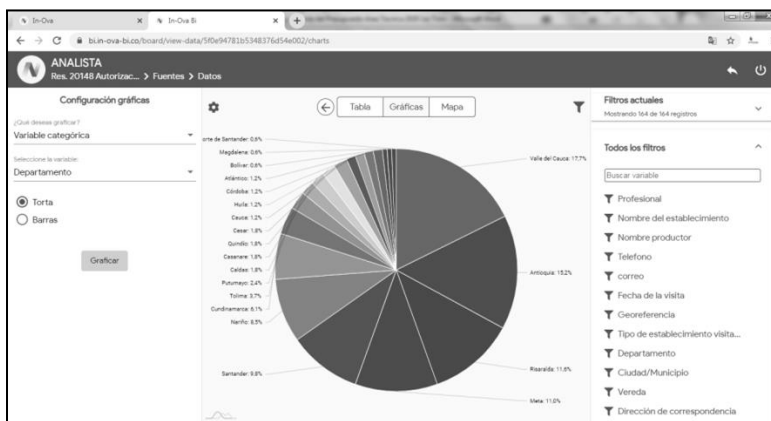 In-Ova
In-Ova Bi
bi.in-ova-bi.co/board/view-data/5f0e94781b5348376d54e002/charts
ANALISTA
Res. 20148 Autorizac... > Fuentes > Datos
Configuración gráficas
¿Qué deseas graficar?
Variable categórica
Seleccione la variable:
Departamento
Torta
Barras
Graficar
Tabla
Gráficas
Mapa
orte de Santander: 0,6%
Magdalena: 0,6%
Bolívar: 0,6%
Atlántico: 1,2%
Córdoba: 1,2%
Huila: 1,2%
Cauca: 1,2%
Cesar: 1,8%
Quindío: 1,8%
Casanare: 1,8%
Caldas: 1,8%
Putumayo: 2,4%
Tolima: 3,7%
Cundinamarca: 6,1%
Nariño: 8,5%
Santander: 9,8%
Valle del Cauca: 17,7%
Antioquia: 15,2%
Risaralda: 11,6%
Meta: 11,0%
Filtros actuales
Mostrando 164 de 164 registros
Todos los filtros
Buscar variable
Profesional
Nombre del establecimiento
Nombre productor
Telefono
correo
Fecha de la visita
Georeferencia
Tipo de establecimiento visita...
Departamento
Ciudad/Municipio
Vereda
Dirección de correspondencia